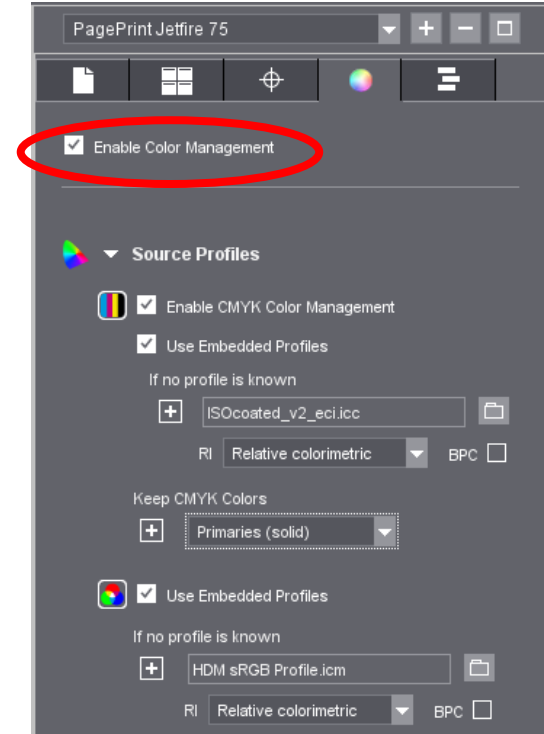 PagePrint Jetfire 75
Enable Color Management
Source Profiles
Enable CMYK Color Management
Use Embedded Profiles
If no profile is known
ISOcoated_v2_eci.icc
RI Relative colorimetric BPC
Keep CMYK Colors
Primaries (solid)
Use Embedded Profiles
If no profile is known
HDM sRGB Profile.icm
RI Relative colorimetric BPC